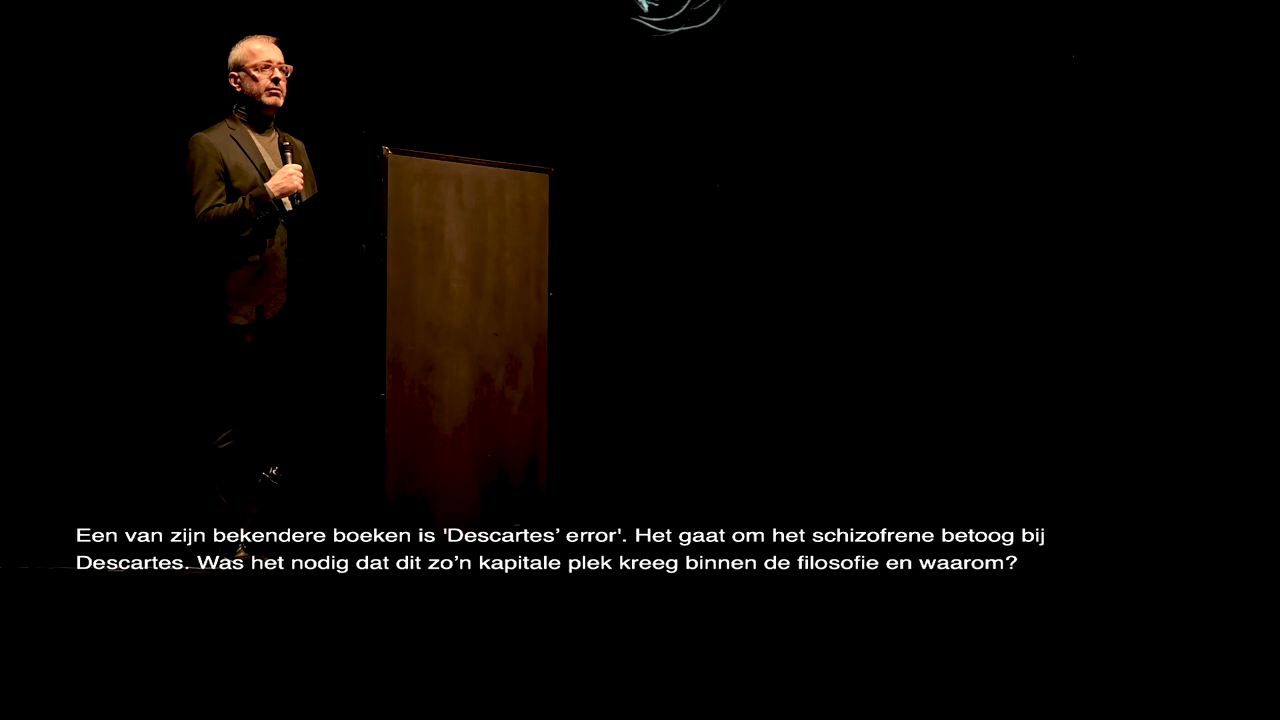 Een van zijn bekendere boeken is 'Descartes’ error'. Het gaat om het schizofrene betoog bij
Descartes. Was het nodig dat dit zo’n kapitale plek kreeg binnen de filosofie en waarom?